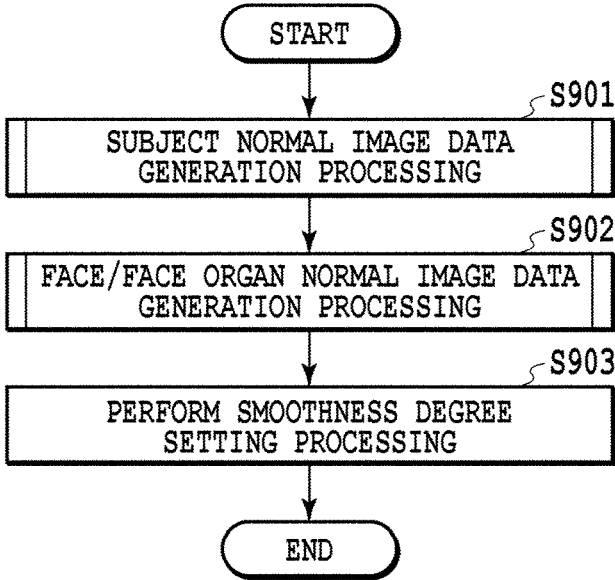 START
S901
SUBJECT NORMAL IMAGE DATA
GENERATION PROCESSING
S902
FACE/FACE ORGAN NORMAL IMAGE DATA
GENERATION PROCESSING
S903
PERFORM SMOOTHNESS DEGREE
SETTING PROCESSING
END